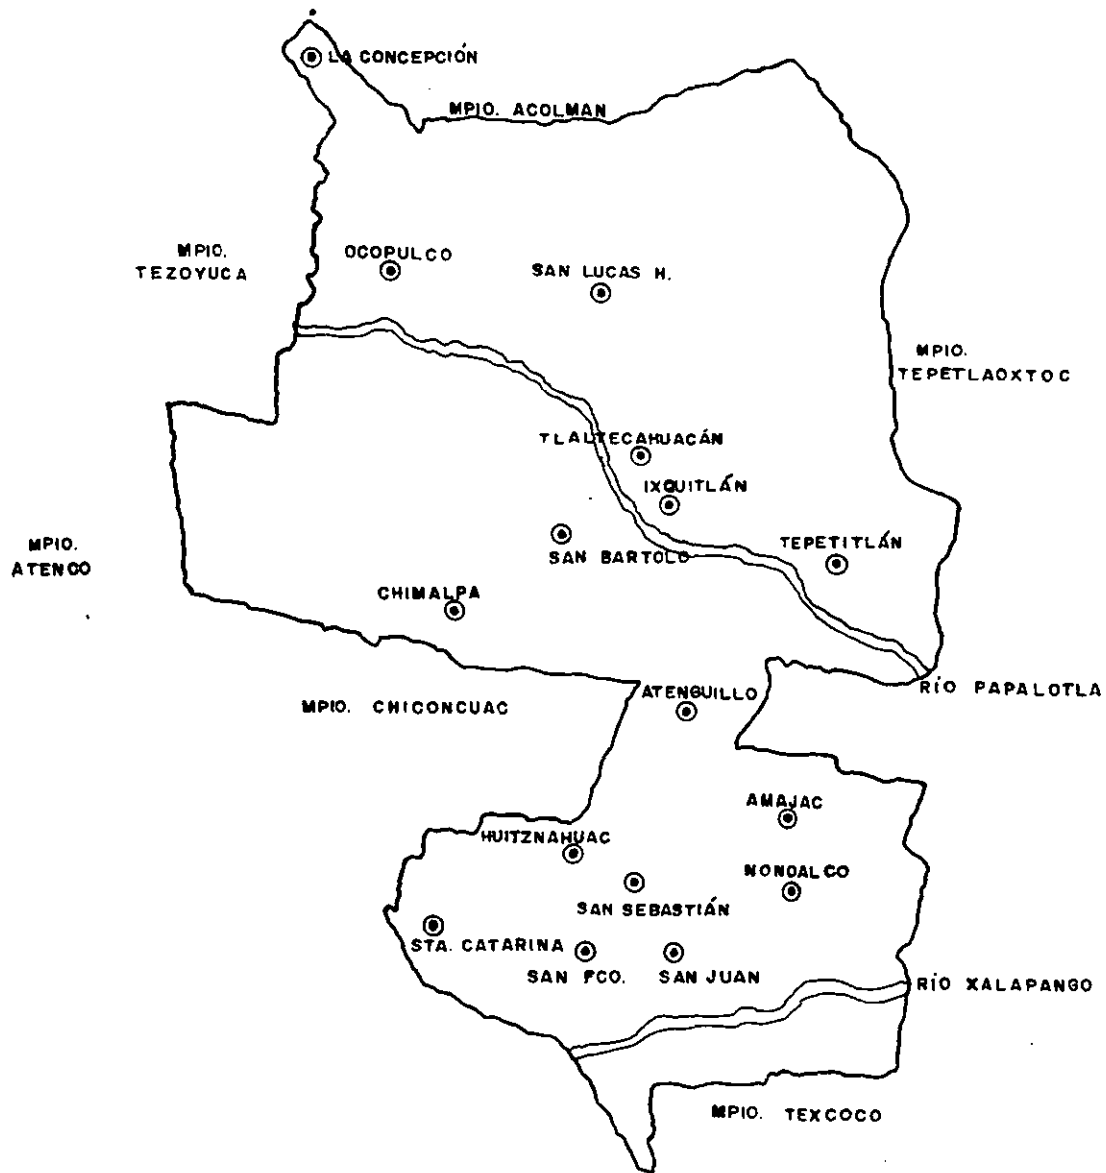 LA CONCEPCIÓN
MPIO. ACOLMAN
MPIO.
TEZOYUCA
OCOPULCO
SAN LUCAS H.
MPIO.
TEPETLAOXTOC
TLALTECAHUACÁN
IXQUITLÁN
MPIO.
ATENCO
SAN BARTOLO
TEPETITLÁN
CHIMALPA
RÍO PAPALOTLA
ATENGUILLO
MPIO. CHICONCUAC
AMAJAC
HUITZNAHUAC
NONOALCO
SAN SEBASTIÁN
STA. CATARINA
SAN FCO.
SAN JUAN
RÍO XALAPANGO
MPIO. TEXCOCO